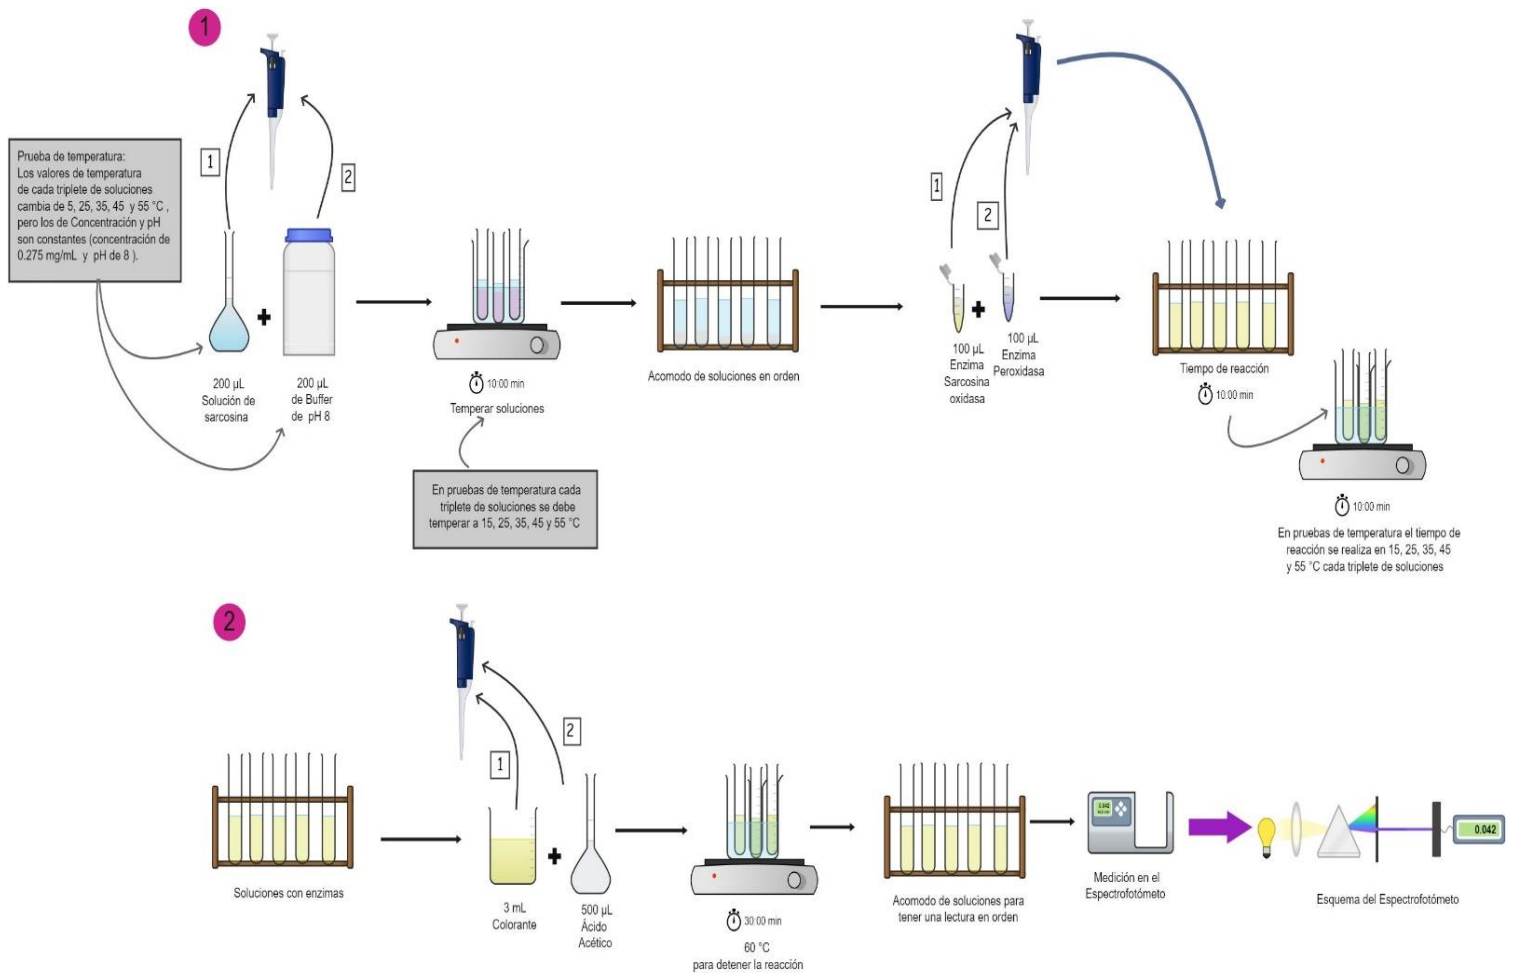 1
Prueba de temperatura:
Los valores de temperatura
de cada triplete de soluciones
cambia de 5, 25, 35, 45 y 55 °C ,
pero los de Concentración y pH
son constantes (concentración de
0.275 mg/mL y pH de 8 ).
1
2
200 µL
Solución de
sarcosina
200 µL
de Buffer
de pH 8
10:00 min
Temperar soluciones
En pruebas de temperatura cada
triplete de soluciones se debe
temperar a 15, 25, 35, 45 y 55 °C
Acomodo de soluciones en orden
1
2
100 µL
Enzima
Sarcosina
oxidasa
100 µL
Enzima
Peroxidasa
Tiempo de reacción
10:00 min
10:00 min
En pruebas de temperatura el tiempo de
reacción se realiza en 15, 25, 35, 45
y 55 °C cada triplete de soluciones
2
Soluciones con enzimas
1
2
3 mL
Colorante
500 µL
Ácido
Acético
30:00 min
60 °C
para detener la reacción
Acomodo de soluciones para
tener una lectura en orden
0.042
Medición en el
Espectrofotómeto
0.042
Esquema del Espectrofotómeto